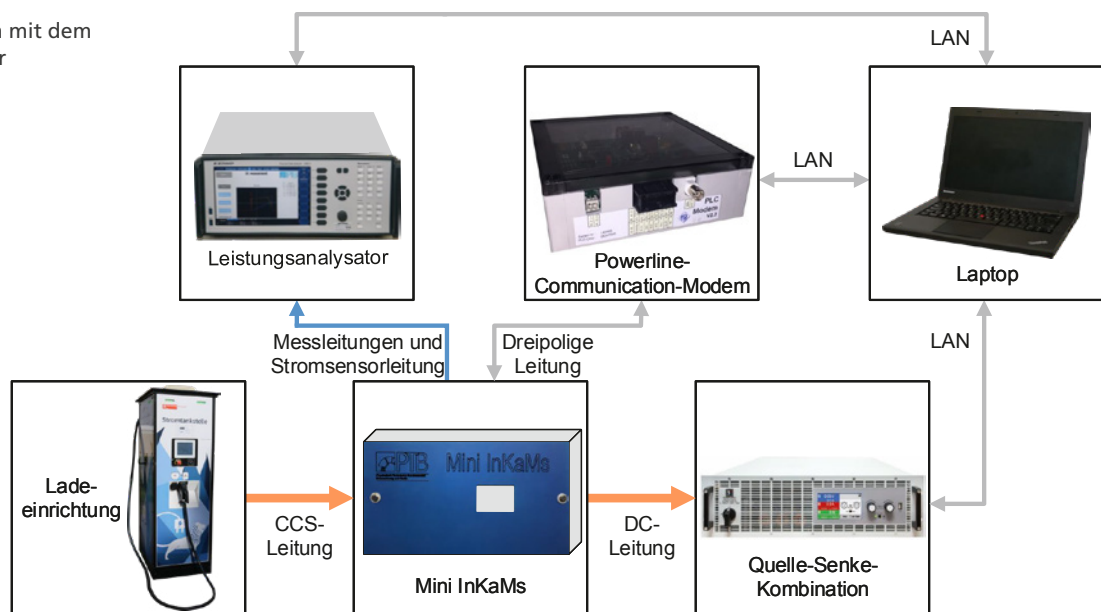 mit dem
LAN
LAN
Leistungsanalysator
PLC
Modem
Powerline-
Communication-Modem
Laptop
Messleitungen und
Stromsensorleitung
Dreipolige
Leitung
LAN
Lade-
einrichtung
Stromtankstelle
CCS-
Leitung
PTB
Mini InKaMs
Mini InKaMs
DC-
Leitung
Quelle-Senke-
Kombination